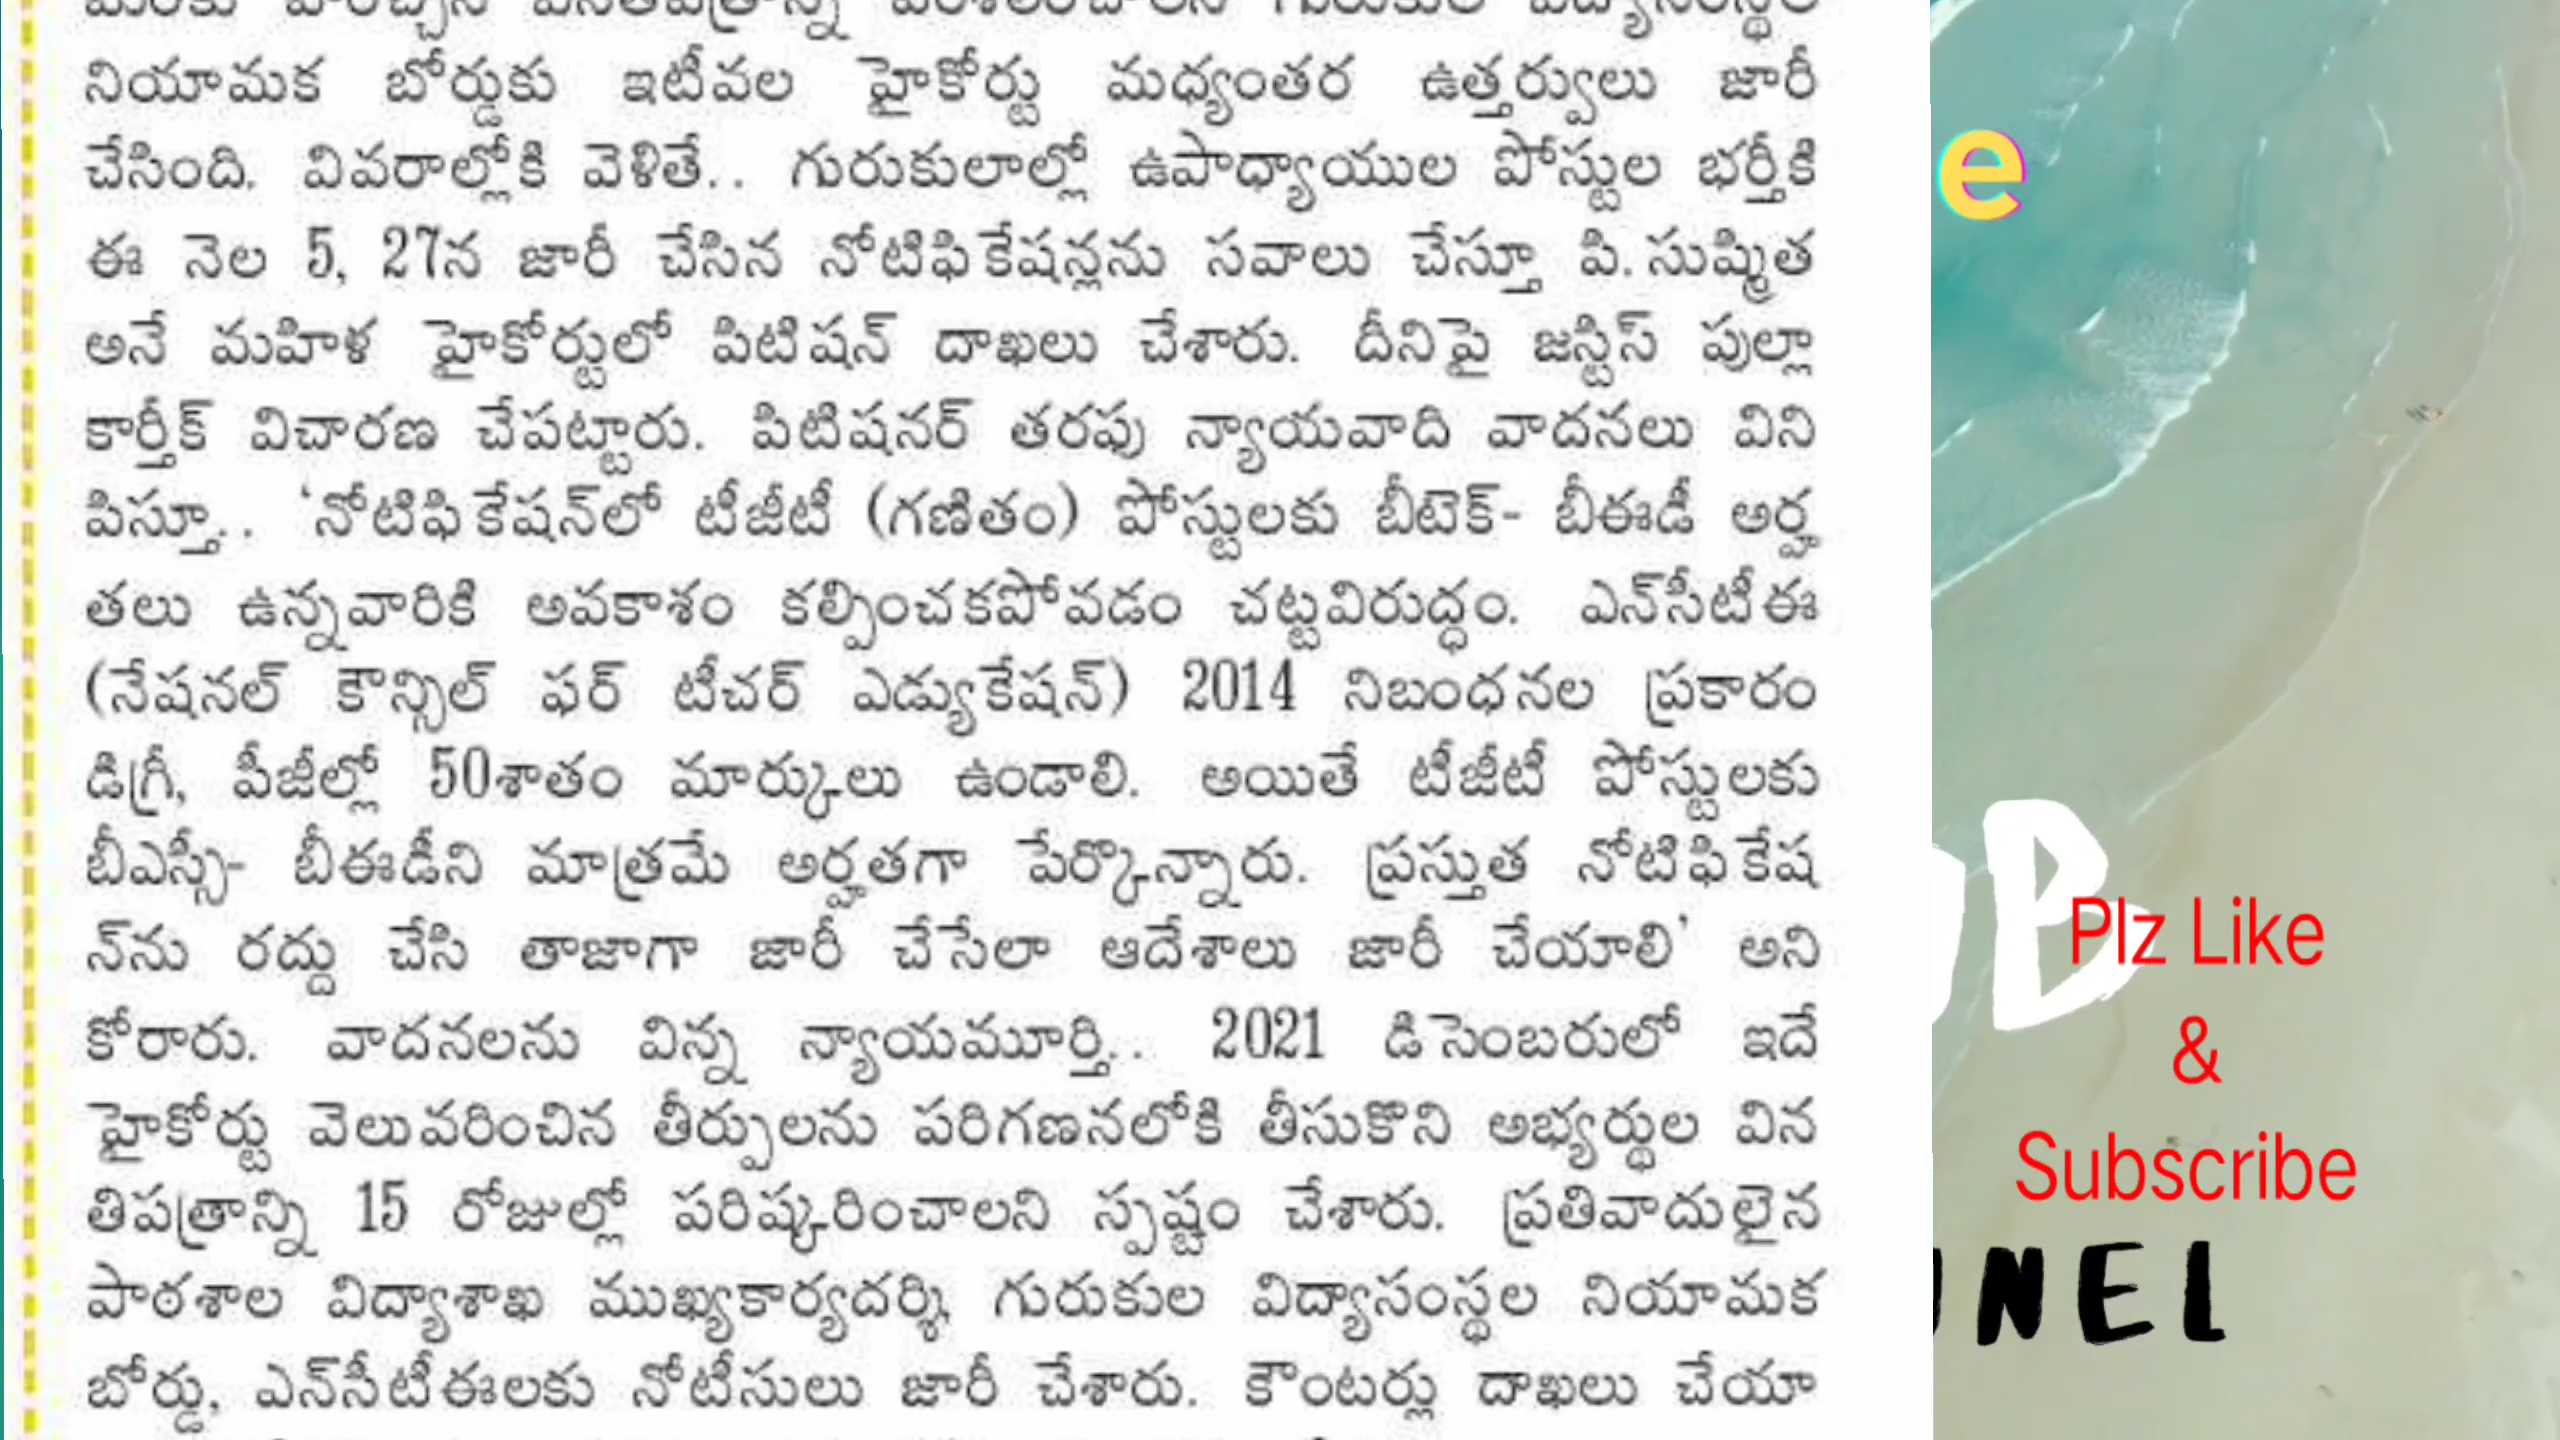 నియామక బోర్డుకు ఇటీవల హైకోర్టు మధ్యంతర ఉత్తర్వులు జారీ
చేసింది. వివరాల్లోకి వెళితే.. గురుకులాల్లో ఉపాధ్యాయుల పోస్టుల భర్తీకి
ఈ నెల 5, 27న జారీ చేసిన నోటిఫికేషన్లను సవాలు చేస్తూ పి.సుష్మిత
అనే మహిళ హైకోర్టులో పిటిషన్ దాఖలు చేశారు. దీనిపై జస్టిస్ పుల్లా
కార్తీక్ విచారణ చేపట్టారు. పిటిషనర్ తరఫు న్యాయవాది వాదనలు విని
పిస్తూ.. ‘నోటిఫికేషన్‌లో టీజీటీ (గణితం) పోస్టులకు బీటెక్- బీఈడీ అర్హ
తలు ఉన్నవారికి అవకాశం కల్పించకపోవడం చట్టవిరుద్ధం. ఎన్‌సీటీఈ
(నేషనల్ కౌన్సిల్ ఫర్ టీచర్ ఎడ్యుకేషన్) 2014 నిబంధనల ప్రకారం
డిగ్రీ, పీజీల్లో 50శాతం మార్కులు ఉండాలి. అయితే టీజీటీ పోస్టులకు
బీఎస్సీ- బీఈడీని మాత్రమే అర్హతగా పేర్కొన్నారు. ప్రస్తుత నోటిఫికేష
న్‌ను రద్దు చేసి తాజాగా జారీ చేసేలా ఆదేశాలు జారీ చేయాలి’ అని
కోరారు. వాదనలను విన్న న్యాయమూర్తి.. 2021 డిసెంబరులో ఇదే
హైకోర్టు వెలువరించిన తీర్పులను పరిగణనలోకి తీసుకొని అభ్యర్థుల విన
తిపత్రాన్ని 15 రోజుల్లో పరిష్కరించాలని స్పష్టం చేశారు. ప్రతివాదులైన
పాఠశాల విద్యాశాఖ ముఖ్యకార్యదర్శి, గురుకుల విద్యాసంస్థల నియామక
బోర్డు, ఎన్‌సీటీఈలకు నోటీసులు జారీ చేశారు. కౌంటర్లు దాఖలు చేయా
e
B
Plz Like
&
Subscribe
NEL